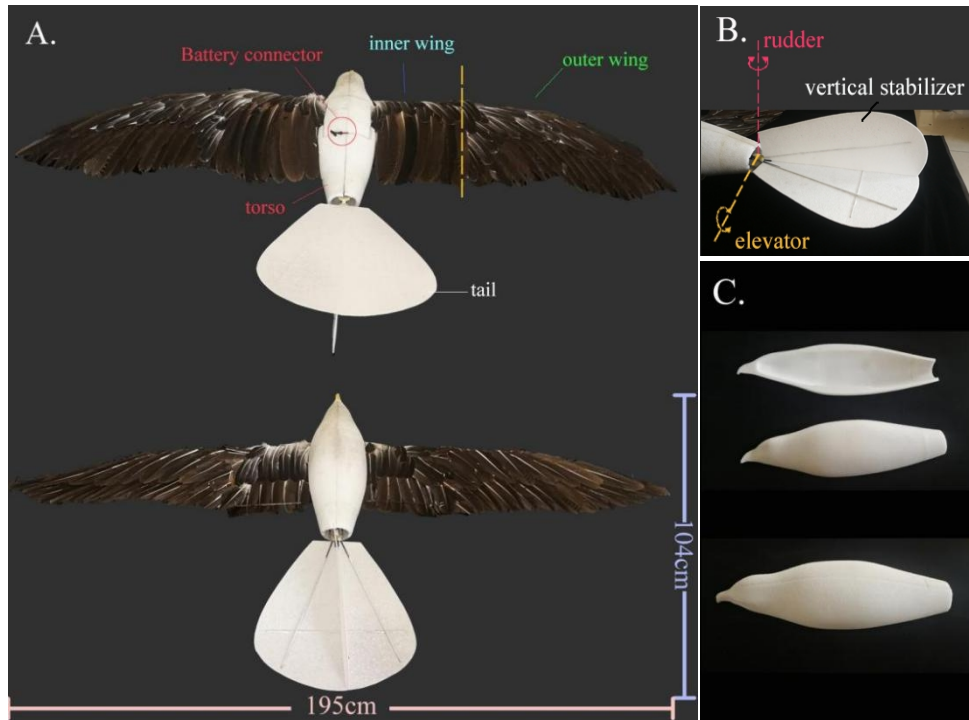 A.
Battery connector
inner wing
outer wing
torso
tail
104cm
195cm
B.
rudder
vertical stabilizer
elevator
C.